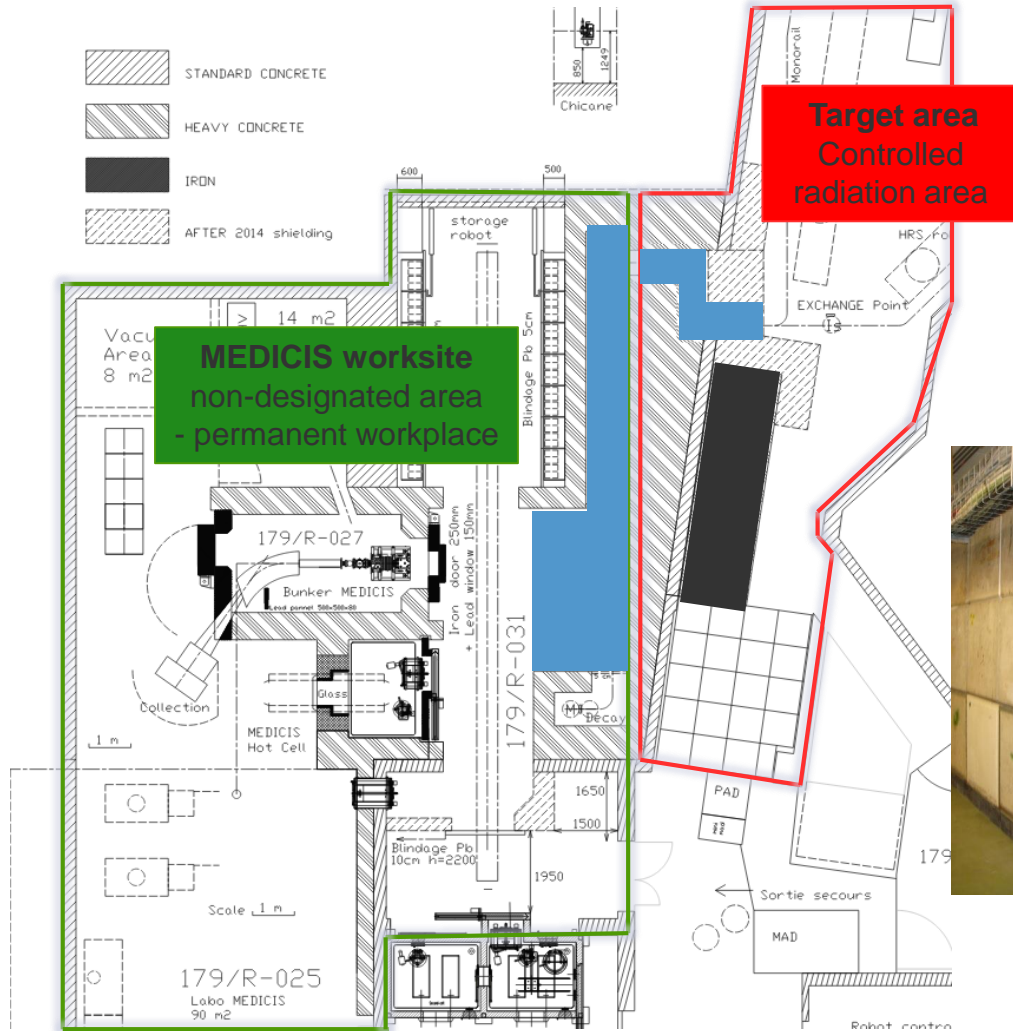 STANDARD CONCRETE
HEAVY CONCRETE
IRON
AFTER 2014 shielding
850
1249
Chicane
Monorail
Target area
Controlled
radiation area
HRS ro
EXCHANGE Point
600
500
storage
robot
Blindage Pb 5cm
14 m2
Vacu
Area
8 m2
MEDICIS worksite
non-designated area
- permanent workplace
179/R-027
Bunker MEDICIS
Lead pannel 500x500x80
Iron door 250mm
+ Lead window 150mm
179/R-031
Glass
Collection
MEDICIS
Hot Cell
1 m
Decay
1650
1500
1950
Blindage Pb
10cm h=2200
PAD
Sortie secours
MAD
179
Scale 1 m
179/R-025
Labo MEDICIS
90 m2
Robot contro